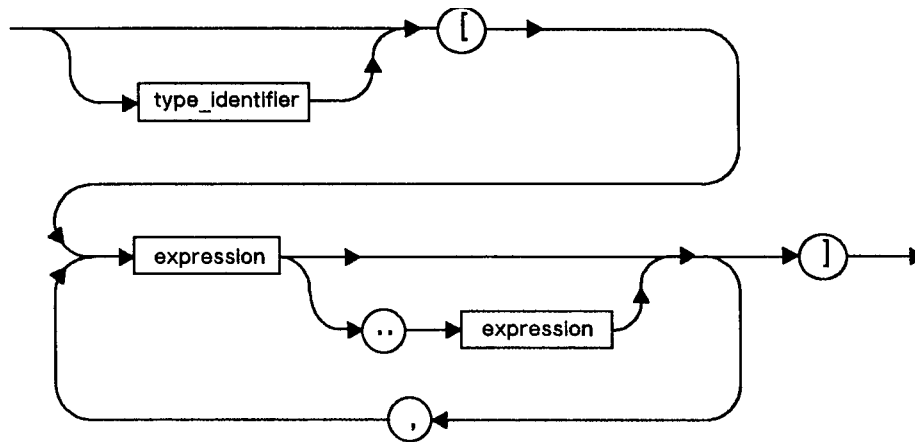 [
type_identifier
expression
]
..
expression
,